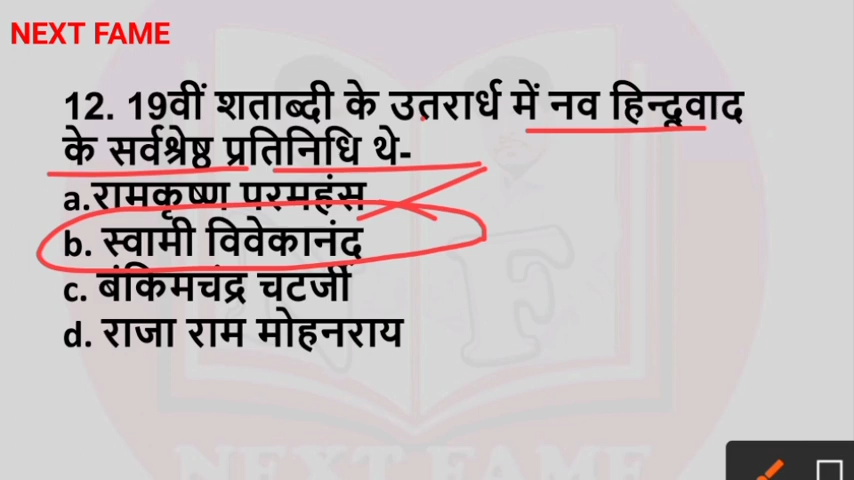 NEXT FAME
12. 19वीं शताब्दी के उतरार्ध में नव हिन्दूवाद
के सर्वश्रेष्ठ प्रतिनिधि थे-
a.रामकृष्ण परमहंस
b. स्वामी विवेकानंद
c. बंकिमचंद्र चटर्जी
d. राजा राम मोहनराय
NEXT FAME